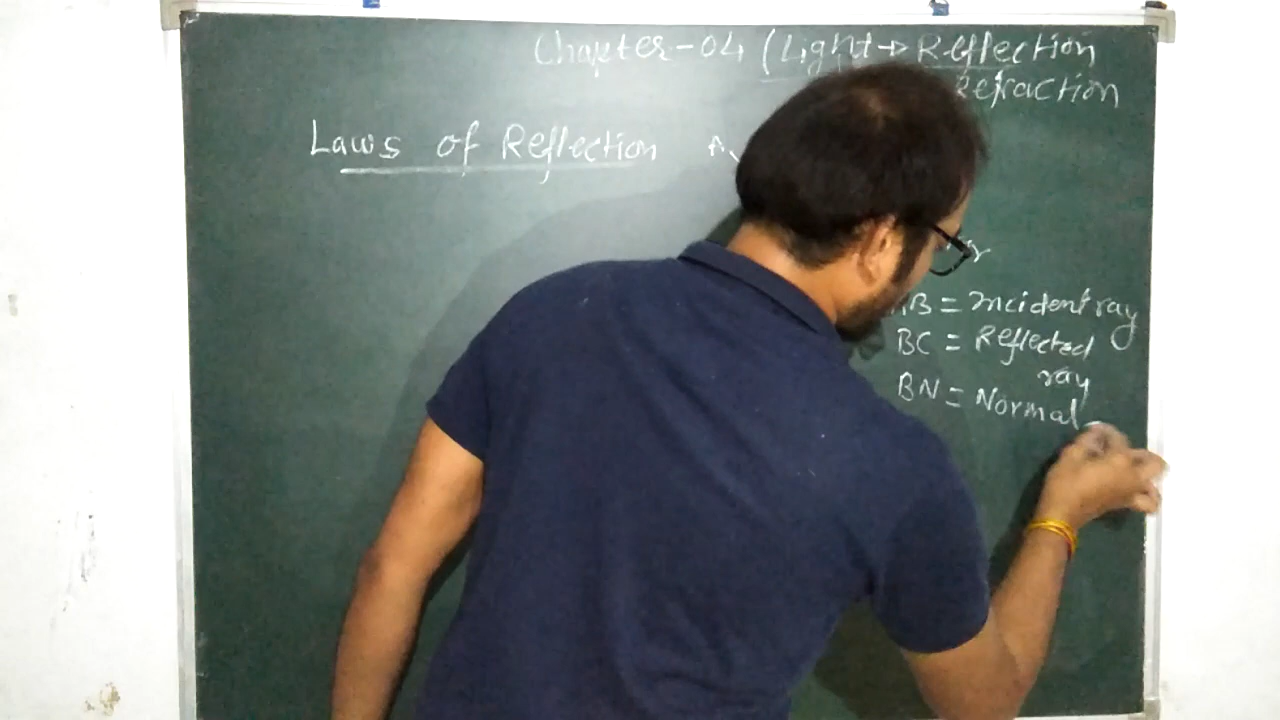 Chapter-04 (Light → Reflection
Refraction
Laws of Reflection
A
r
AB = Incident ray
BC = Reflected
ray
BN = Normal